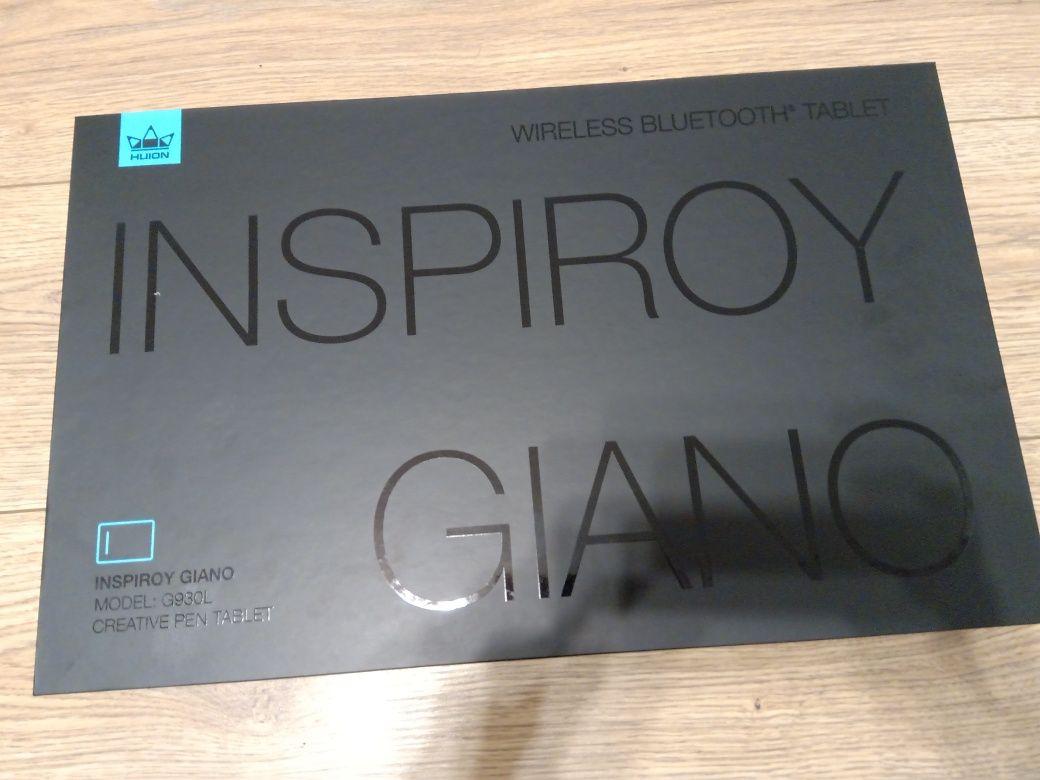 HUION
WIRELESS BLUETOOTH® TABLET
INSPIROY
GIANO
INSPIROY GIANO
MODEL: G930L
CREATIVE PEN TABLET